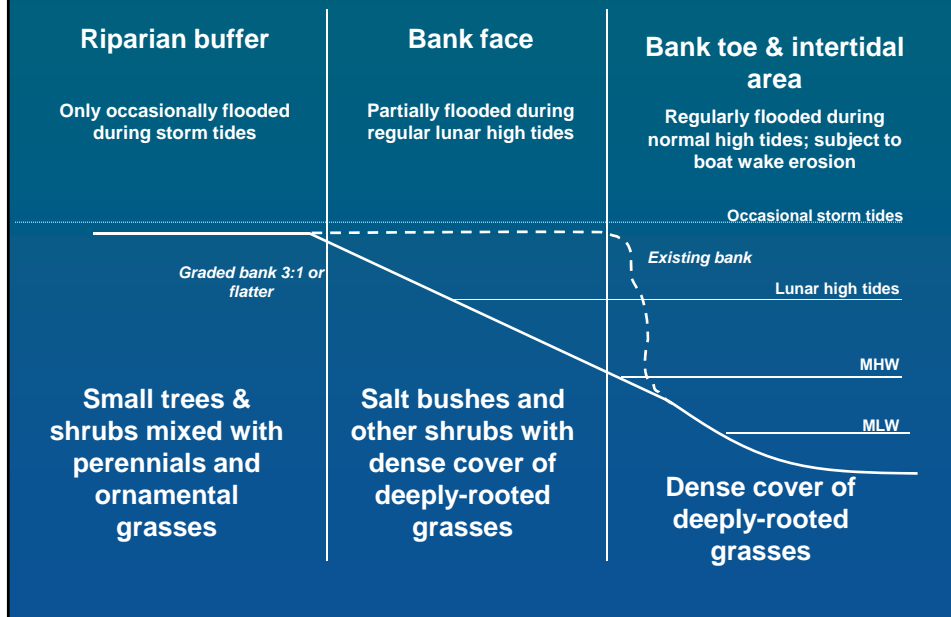 Riparian buffer
Only occasionally flooded
during storm tides
Bank face
Partially flooded during
regular lunar high tides
Bank toe & intertidal
area
Regularly flooded during
normal high tides; subject to
boat wake erosion
Occasional storm tides
Existing bank
Graded bank 3:1 or
flatter
Lunar high tides
MHW
MLW
Small trees &
shrubs mixed with
perennials and
ornamental
grasses
Salt bushes and
other shrubs with
dense cover of
deeply-rooted
grasses
Dense cover of
deeply-rooted
grasses